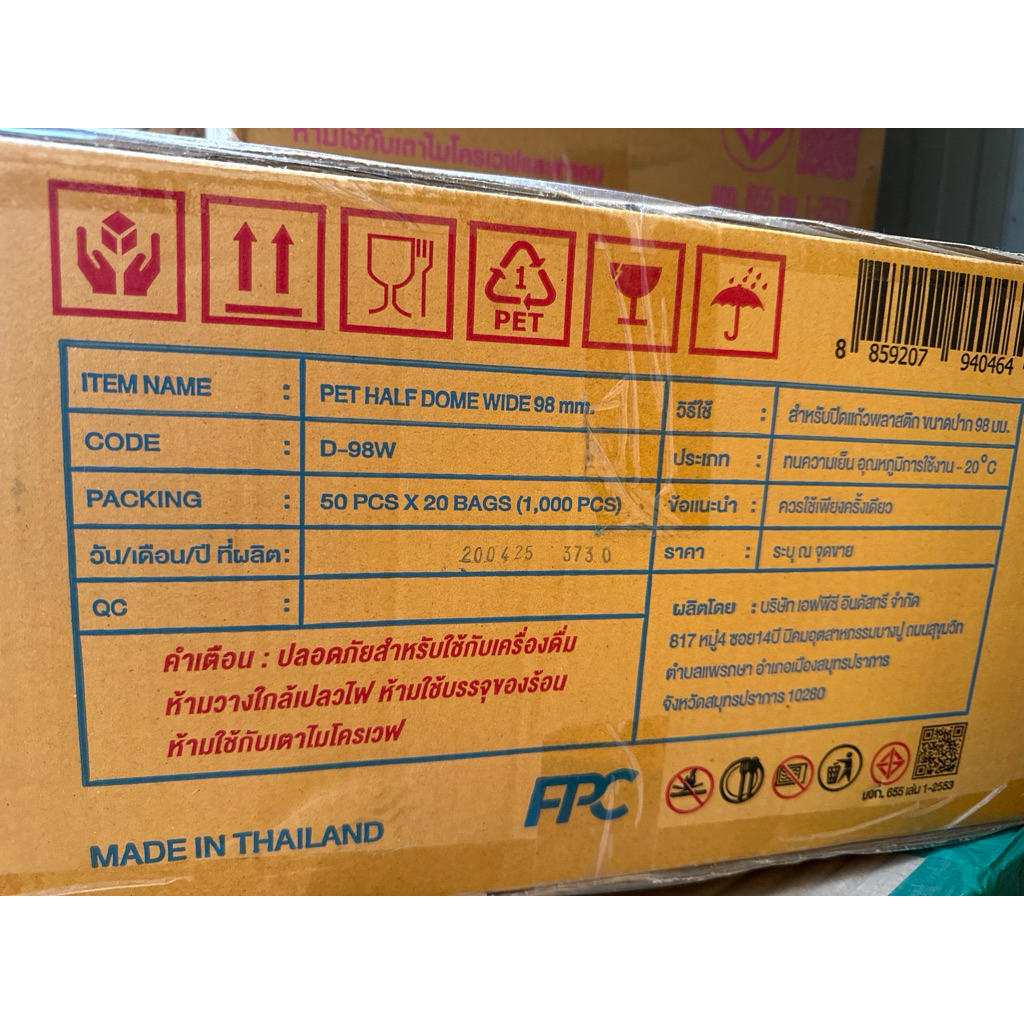 ห้ามใช้กับเตาไมโครเวฟและเตาอบ
มอก. 655 เล่ม 1-2553
1
PET
8 859207 940464
ITEM NAME : PET HALF DOME WIDE 98 mm.
CODE : D-98W
PACKING : 50 PCS X 20 BAGS (1,000 PCS)
วัน/เดือน/ปี ที่ผลิต : 200425 3730
QC :
วิธีใช้ : สำหรับปิดแก้วพลาสติก ขนาดปาก 98 มม.
ประเภท : ทนความเย็น อุณหภูมิการใช้งาน - 20°C
ข้อแนะนำ : ควรใช้เพียงครั้งเดียว
ราคา : ระบุ ณ จุดขาย
คำเตือน : ปลอดภัยสำหรับใช้กับเครื่องดื่ม
ห้ามวางใกล้เปลวไฟ ห้ามใช้บรรจุของร้อน
ห้ามใช้กับเตาไมโครเวฟ
ผลิตโดย : บริษัท เอฟพีซี อินดัสทรี จำกัด
817 หมู่4 ซอย14บี นิคมอุตสาหกรรมบางปู ถนนสุขุมวิท
ตำบลแพรกษา อำเภอเมืองสมุทรปราการ
จังหวัดสมุทรปราการ 10280
FPC
มอก. 655 เล่ม 1-2553
MADE IN THAILAND